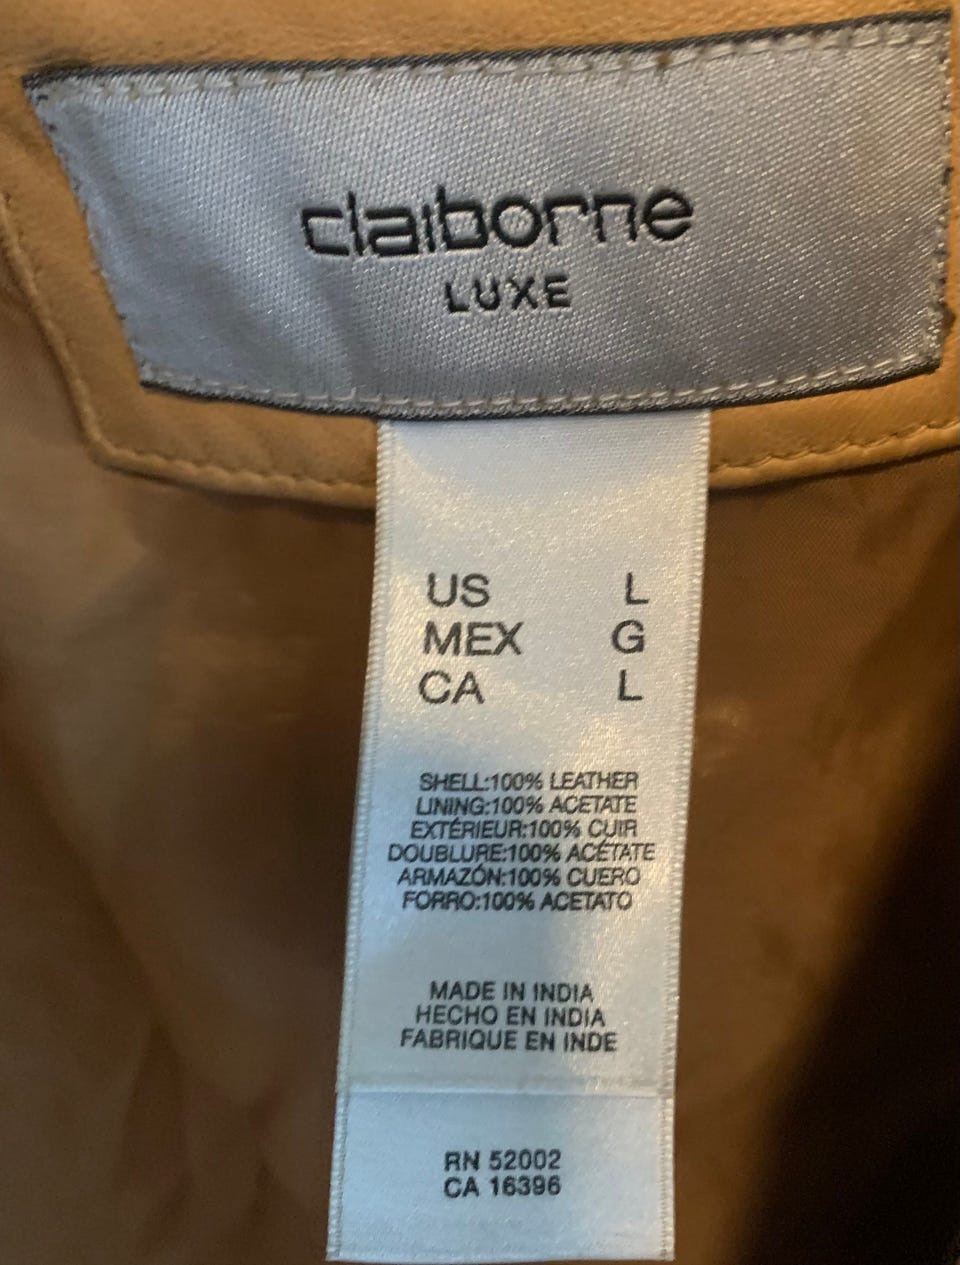 claiborne
LUXE
US L
MEX G
CA L
SHELL:100% LEATHER
LINING:100% ACETATE
EXTÉRIEUR:100% CUIR
DOUBLURE:100% ACÉTATE
ARMAZÓN:100% CUERO
FORRO:100% ACETATO
MADE IN INDIA
HECHO EN INDIA
FABRIQUE EN INDE
RN 52002
CA 16396